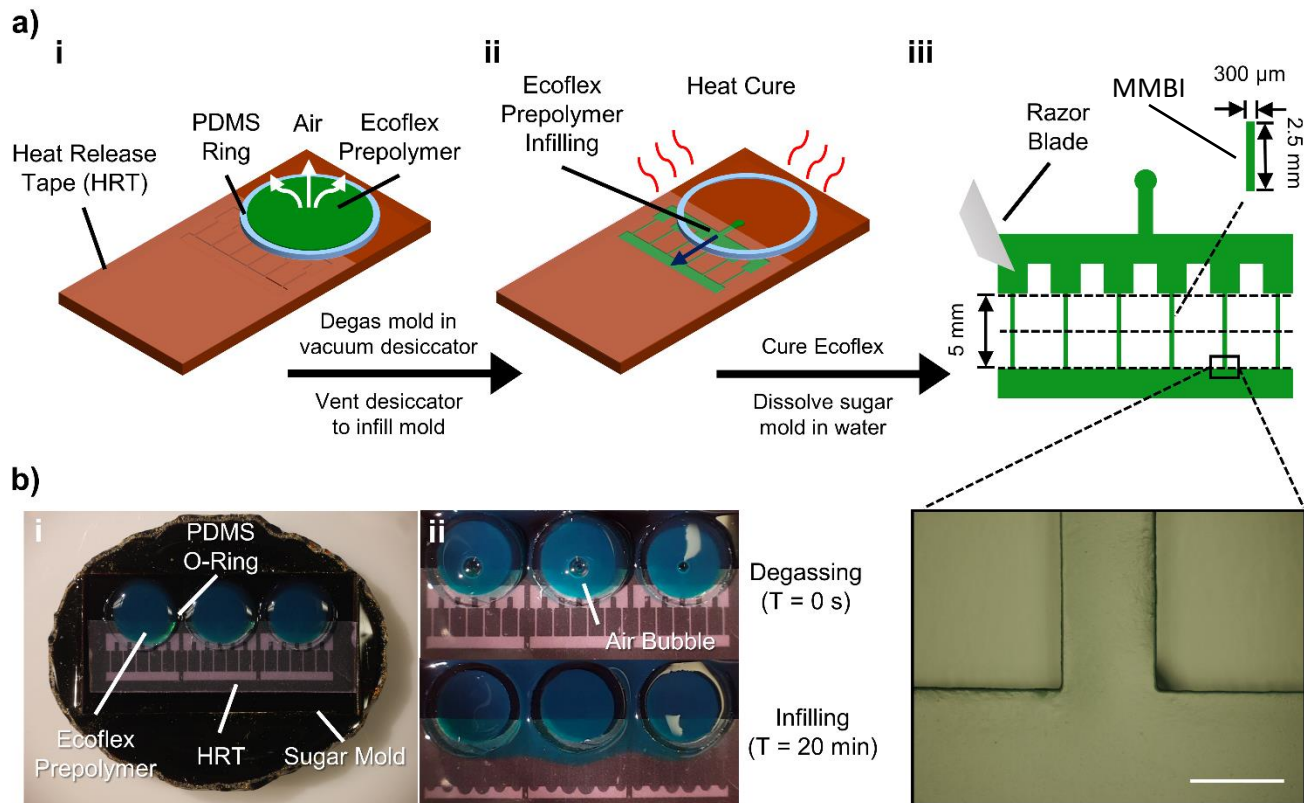 a)
i
ii
iii
Heat Release
Tape (HRT)
PDMS
Ring
Air
Ecoflex
Prepolymer
Degas mold in
vacuum desiccator
Vent desiccator
to infill mold
Ecoflex
Prepolymer
Infilling
Heat Cure
Cure Ecoflex
Dissolve sugar
mold in water
Razor
Blade
MMBI
300 µm
2.5 mm
5 mm
b)
i
PDMS
O-Ring
Ecoflex
Prepolymer
HRT
Sugar Mold
ii
Air Bubble
Degassing
(T = 0 s)
Infilling
(T = 20 min)